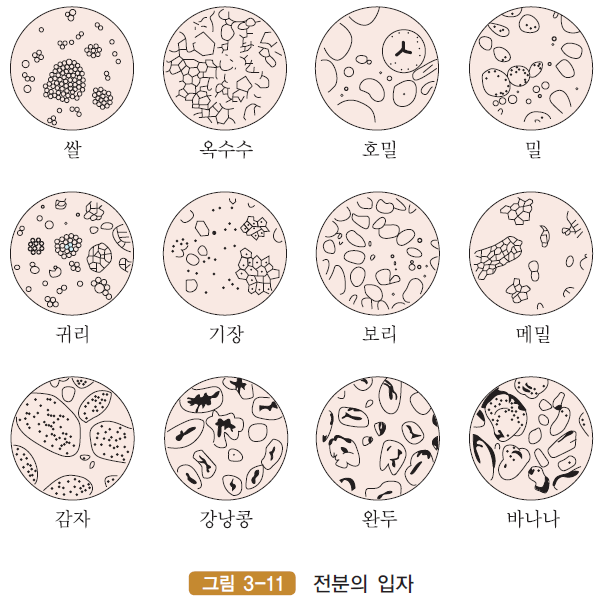 쌀 옥수수 호밀 밀
귀리 기장 보리 메밀
감자 강낭콩 완두 바나나
그림 3-11 전분의 입자